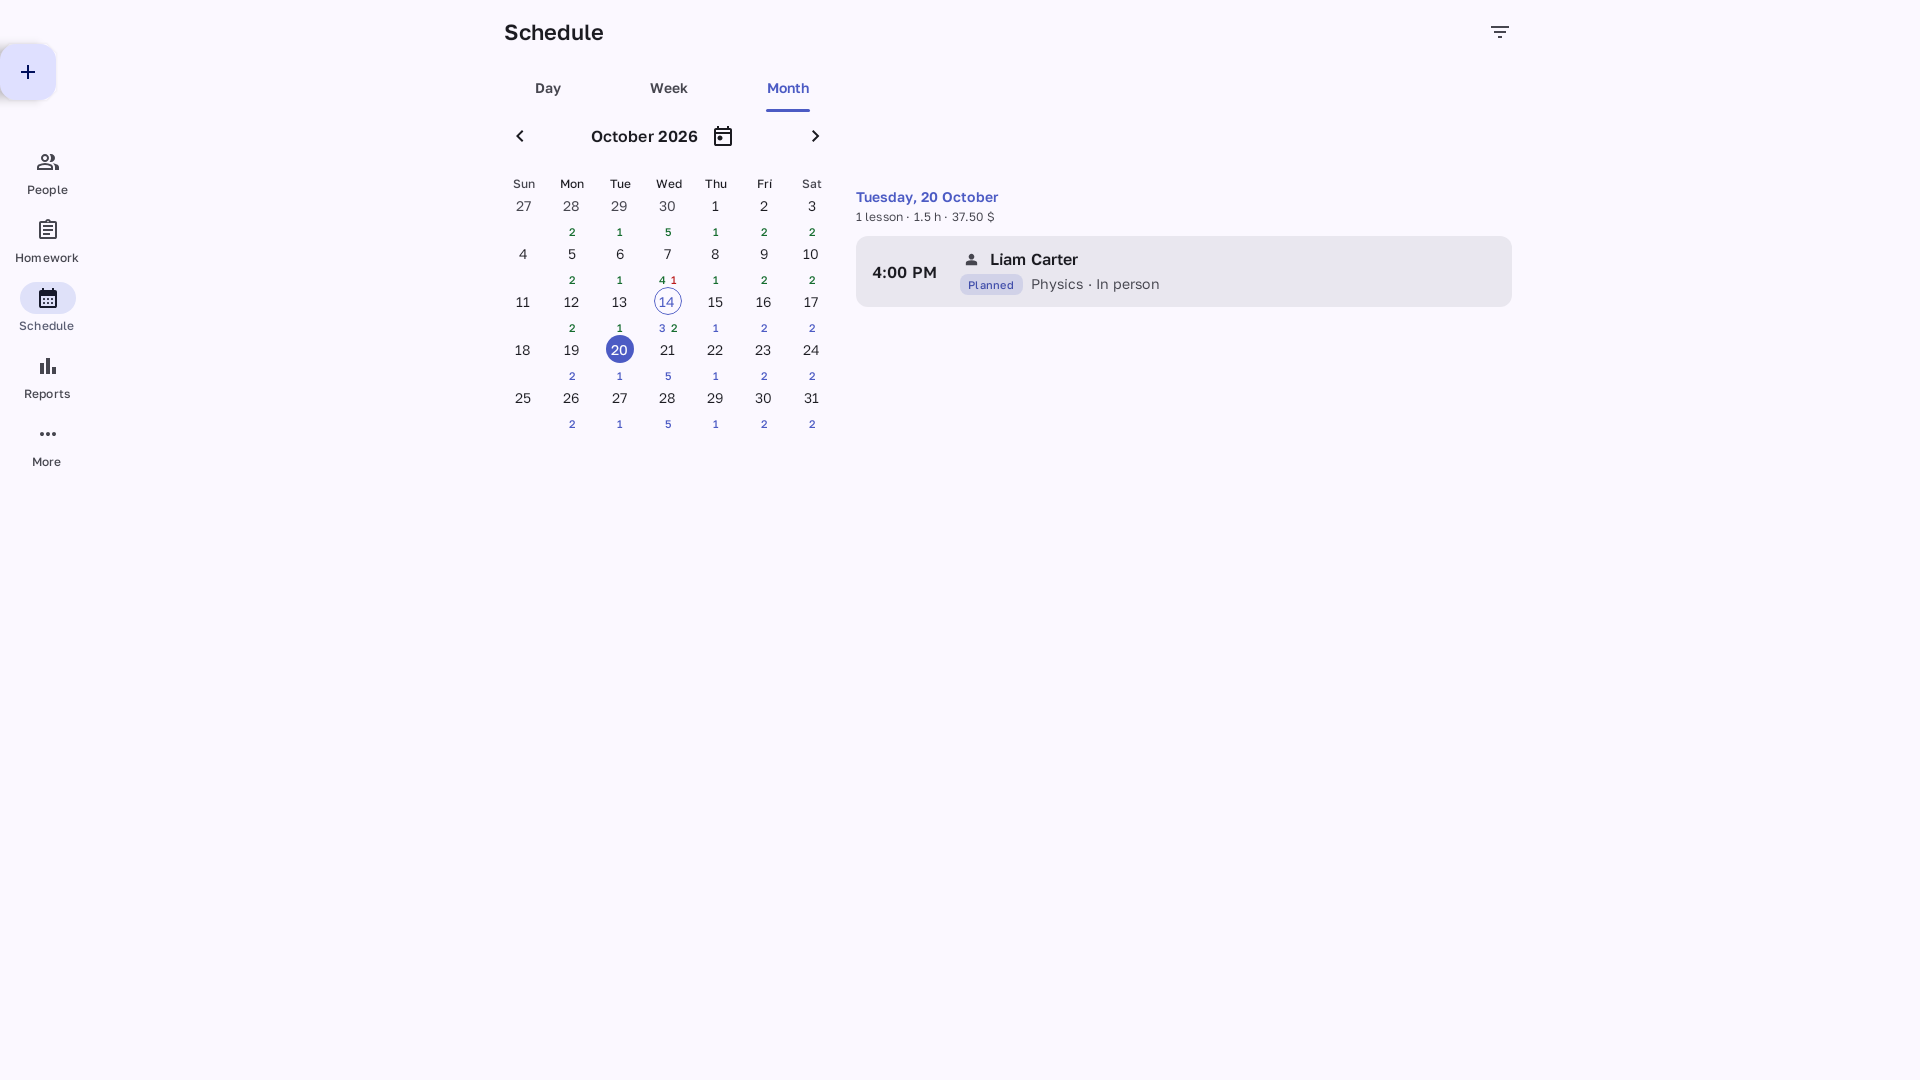 Schedule
Day Week Month
October 2026
Sun Mon Tue Wed Thu Fri Sat
27 28 29 30 1 2 3
2 1 5 1 2 2
4 5 6 7 8 9 10
2 1 4 1 1 2 2
11 12 13 14 15 16 17
2 1 3 2 1 2 2
18 19 20 21 22 23 24
2 1 5 1 2 2
25 26 27 28 29 30 31
2 1 5 1 2 2
Tuesday, 20 October
1 lesson · 1.5 h · 37.50 $
4:00 PM
Liam Carter
Planned Physics · In person
People
Homework
Schedule
Reports
More